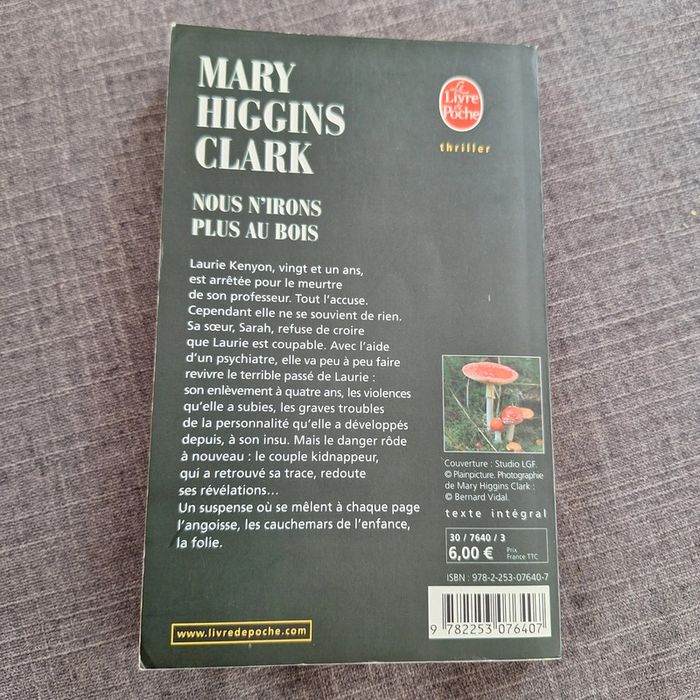 MARY
HIGGINS
CLARK
NOUS N'IRONS
PLUS AU BOIS
Le
Livre
de
Poche
thriller
Laurie Kenyon, vingt et un ans,
est arrêtée pour le meurtre
de son professeur. Tout l'accuse.
Cependant elle ne se souvient de rien.
Sa sœur, Sarah, refuse de croire
que Laurie est coupable. Avec l'aide
d'un psychiatre, elle va peu à peu faire
revivre le terrible passé de Laurie :
son enlèvement à quatre ans, les violences
qu'elle a subies, les graves troubles
de la personnalité qu'elle a développés
depuis, à son insu. Mais le danger rôde
à nouveau : le couple kidnappeur,
qui a retrouvé sa trace, redoute
ses révélations...
Un suspense où se mêlent à chaque page
l'angoisse, les cauchemars de l'enfance,
la folie.
Couverture : Studio LGF.
© Plainpicture. Photographie
de Mary Higgins Clark :
© Bernard Vidal.
texte intégral
30 / 7640 / 3
6,00 € Prix
France TTC
ISBN : 978-2-253-07640-7
9 782253 076407
www.livredepoche.com